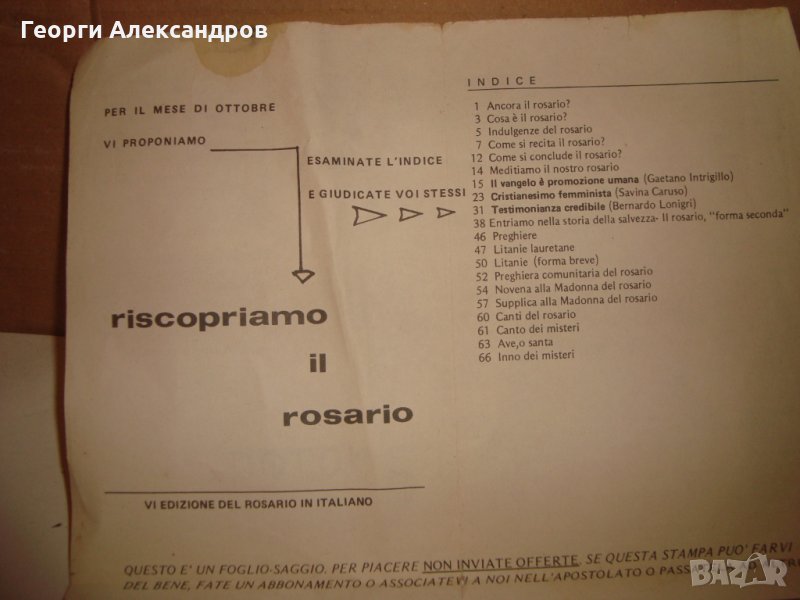 Георги Александров
PER IL MESE DI OTTOBRE
VI PROPONIAMO
ESAMINATE L'INDICE
E GIUDICATE VOI STESSI
riscopriamo
il
rosario
VI EDIZIONE DEL ROSARIO IN ITALIANO
INDICE
1 Ancora il rosario?
3 Cosa è il rosario?
5 Indulgenze del rosario
7 Come si recita il rosario?
12 Come si conclude il rosario?
14 Meditiamo il nostro rosario
15 Il vangelo è promozione umana (Gaetano Intrigillo)
23 Cristianesimo femminista (Savina Caruso)
31 Testimonianza credibile (Bernardo Lonigri)
38 Entriamo nella storia della salvezza- Il rosario, "forma seconda"
46 Preghiere
47 Litanie lauretane
50 Litanie (forma breve)
52 Preghiera comunitaria del rosario
54 Novena alla Madonna del rosario
57 Supplica alla Madonna del rosario
60 Canti del rosario
61 Canto dei misteri
63 Ave,o santa
66 Inno dei misteri
QUESTO E' UN FOGLIO-SAGGIO. PER PIACERE NON INVIATE OFFERTE. SE QUESTA STAMPA PUO' FARVI
DEL BENE, FATE UN ABBONAMENTO O ASSOCIATEVI A NOI NELL'APOSTOLATO O
bazar